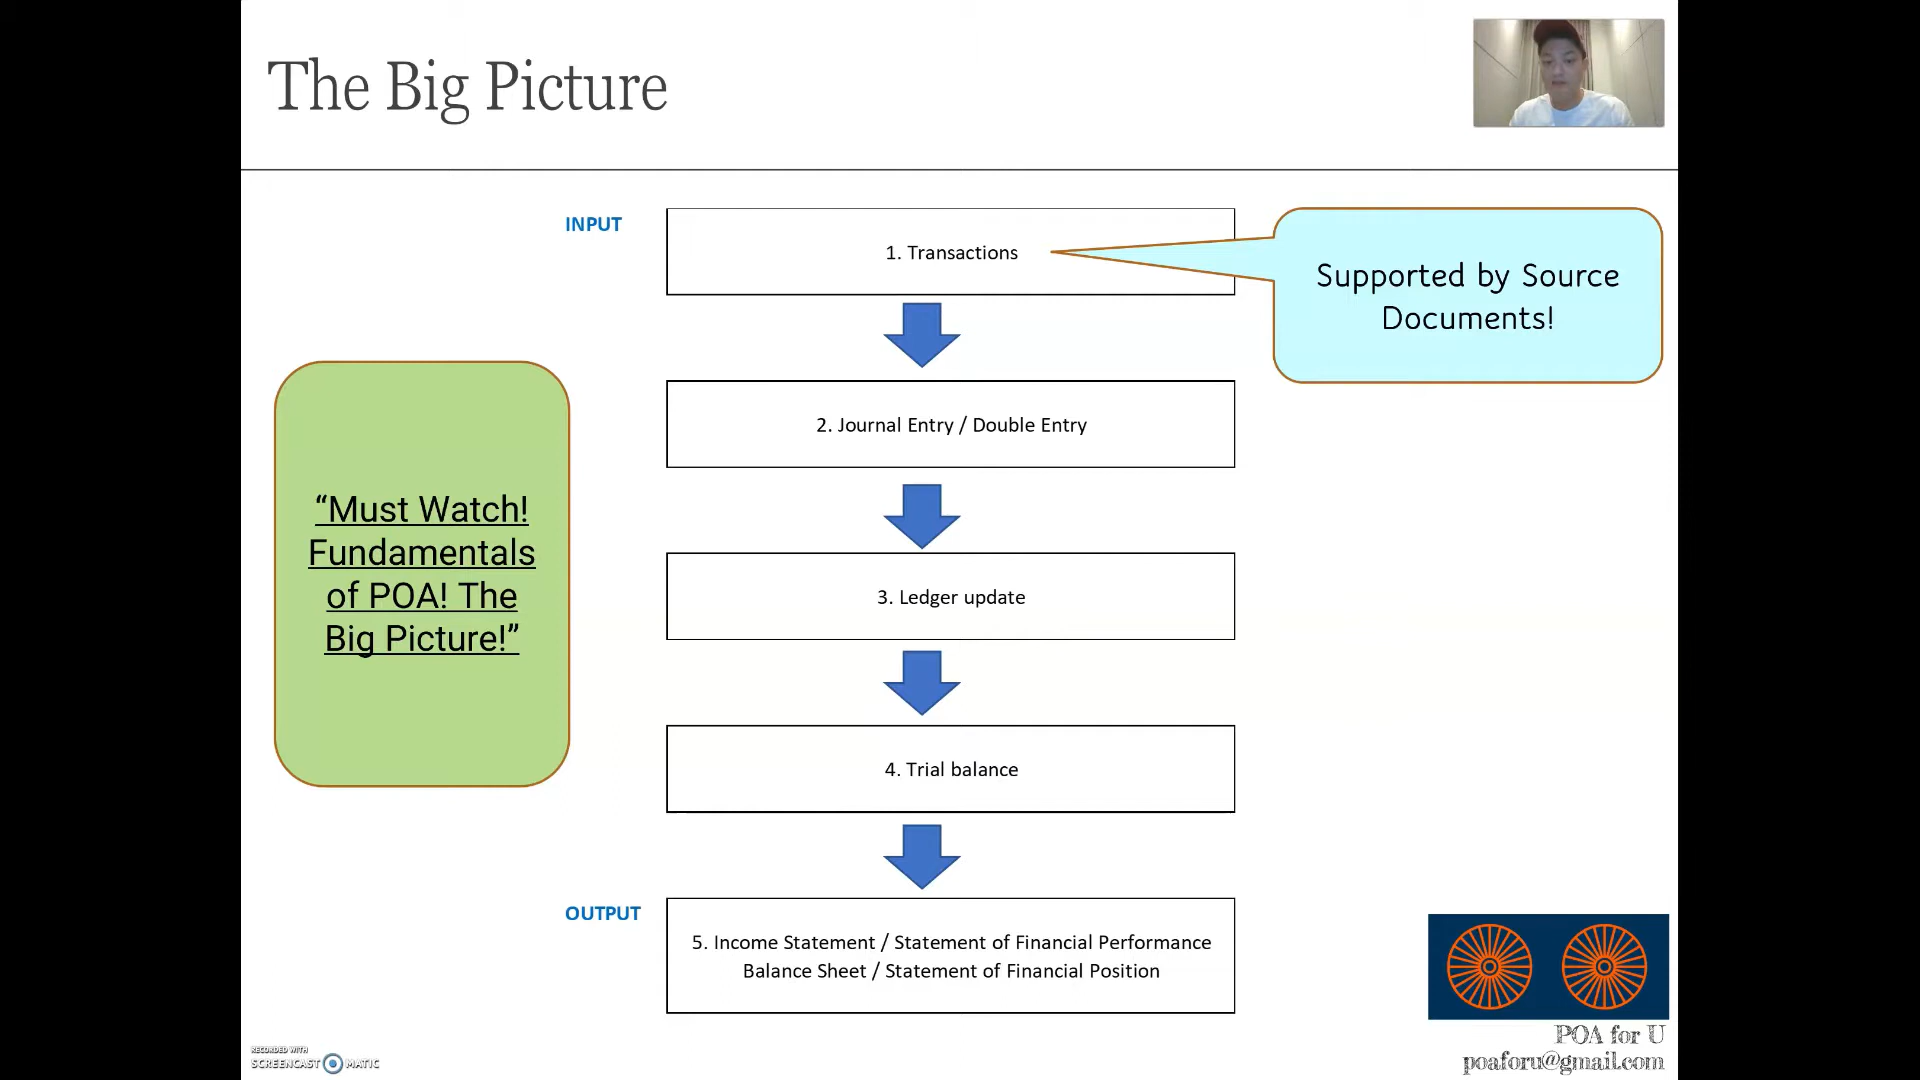 The Big Picture
INPUT
1. Transactions
Supported by Source
Documents!
2. Journal Entry / Double Entry
“Must Watch!
Fundamentals
of POA! The
Big Picture!”
3. Ledger update
4. Trial balance
OUTPUT
5. Income Statement / Statement of Financial Performance
Balance Sheet / Statement of Financial Position
POA for U
poaforu@gmail.com
RECORDED WITH
SCREENCAST MATIC